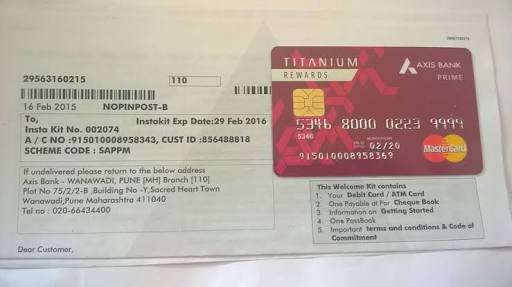 29563160215
29563160215
110
16 Feb 2015 NOPINPOST-B
To, Instakit Exp Date:29 Feb 2016
Insta Kit No. 002074
A / C NO :915010008958343, CUST ID :856488818
SCHEME CODE : SAPPM
If undelivered please return to the below address
Axis Bank - WANAWADI, PUNE [MH] Branch [110]
Plot No 75/2/2-B ,Building No -Y,Sacred Heart Town
Wanawadi,Pune Maharashtra 411040
Tel no : 020-66434400
Dear Customer,
TITANIUM
REWARDS
AXIS BANK
PRIME
5346 8000 0223 9999
5346
02/20
915010008958369
MasterCard
This Welcome Kit contains
1. Your Debit Card / ATM Card
2. One Payable at Par Cheque Book
3. Information on Getting Started
4. One PassBook
5. Important terms and conditions & Code of
Commitment